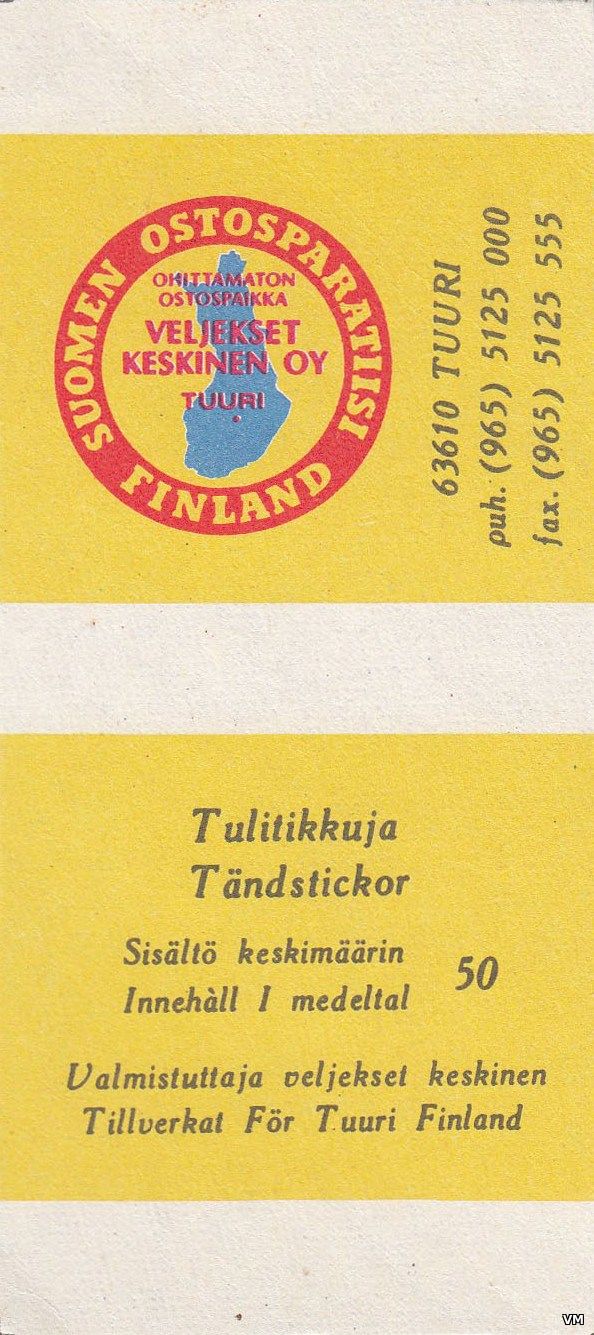 SUOMEN OSTOSPARATIISI
OHITTAMATON
OSTOSPAIKKA
VELJEKSET
KESKINEN OY
TUURI
FINLAND
63610 TUURI
puh. (965) 5125 000
fax. (965) 5125 555
Tulitikkuja
Tändstickor
Sisältö keskimäärin
Innehàll I medeltal
50
Valmistuttaja veljekset keskinen
Tillverkat För Tuuri Finland
VM